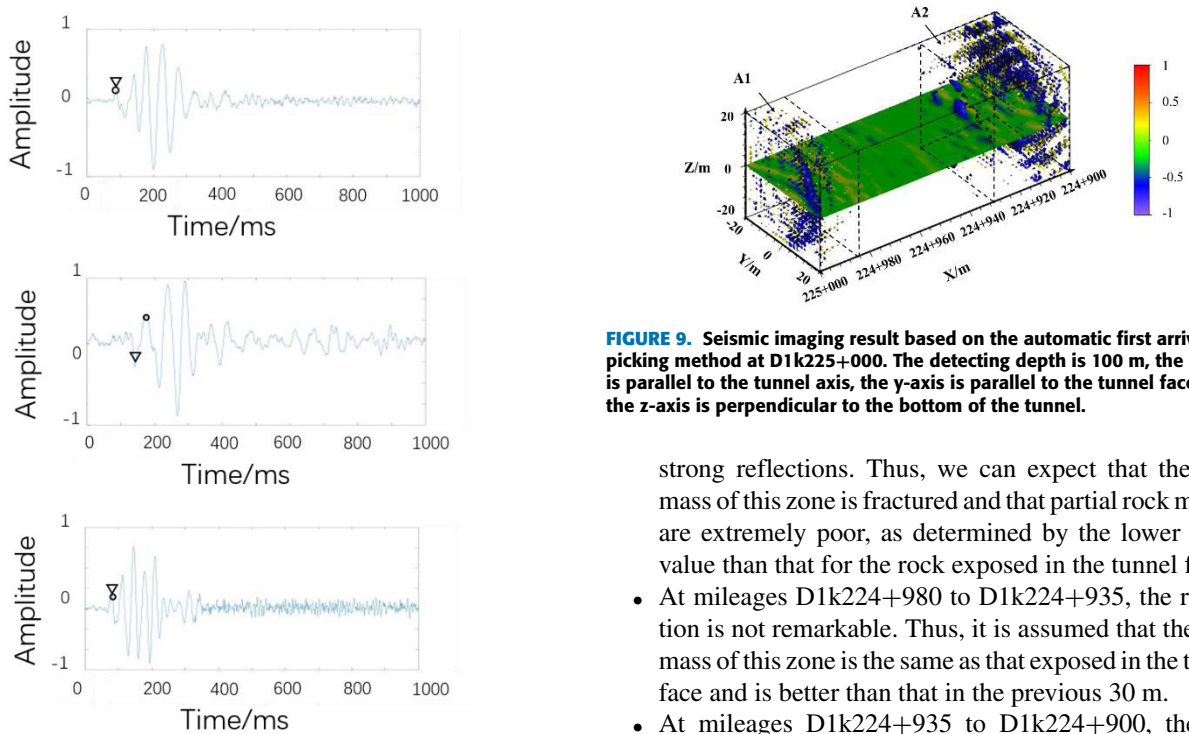 1
0
-1
Amplitude
0 200 400 600 800 1000
Time/ms
1
0
-1
Amplitude
0 200 400 600 800 1000
Time/ms
1
0
-1
Amplitude
0 200 400 600 800 1000
Time/ms
A2
A1
20
Z/m 0
-20
-20
Y/m 0
20
225+000 224+980 224+960 224+940 224+920 224+900
X/m
1
0.5
0
-0.5
-1
FIGURE 9. Seismic imaging result based on the automatic first
picking method at D1k225+000. The detecting depth is 100 m, the
is parallel to the tunnel axis, the y-axis is parallel to the tunnel face
the z-axis is perpendicular to the bottom of the tunnel.
strong reflections. Thus, we can expect that the
mass of this zone is fractured and that partial rock
are extremely poor, as determined by the lower
value than that for the rock exposed in the tunnel
• At mileages D1k224+980 to D1k224+935, the
tion is not remarkable. Thus, it is assumed that the
mass of this zone is the same as that exposed in the
face and is better than that in the previous 30 m.
• At mileages D1k224+935 to D1k224+900, the